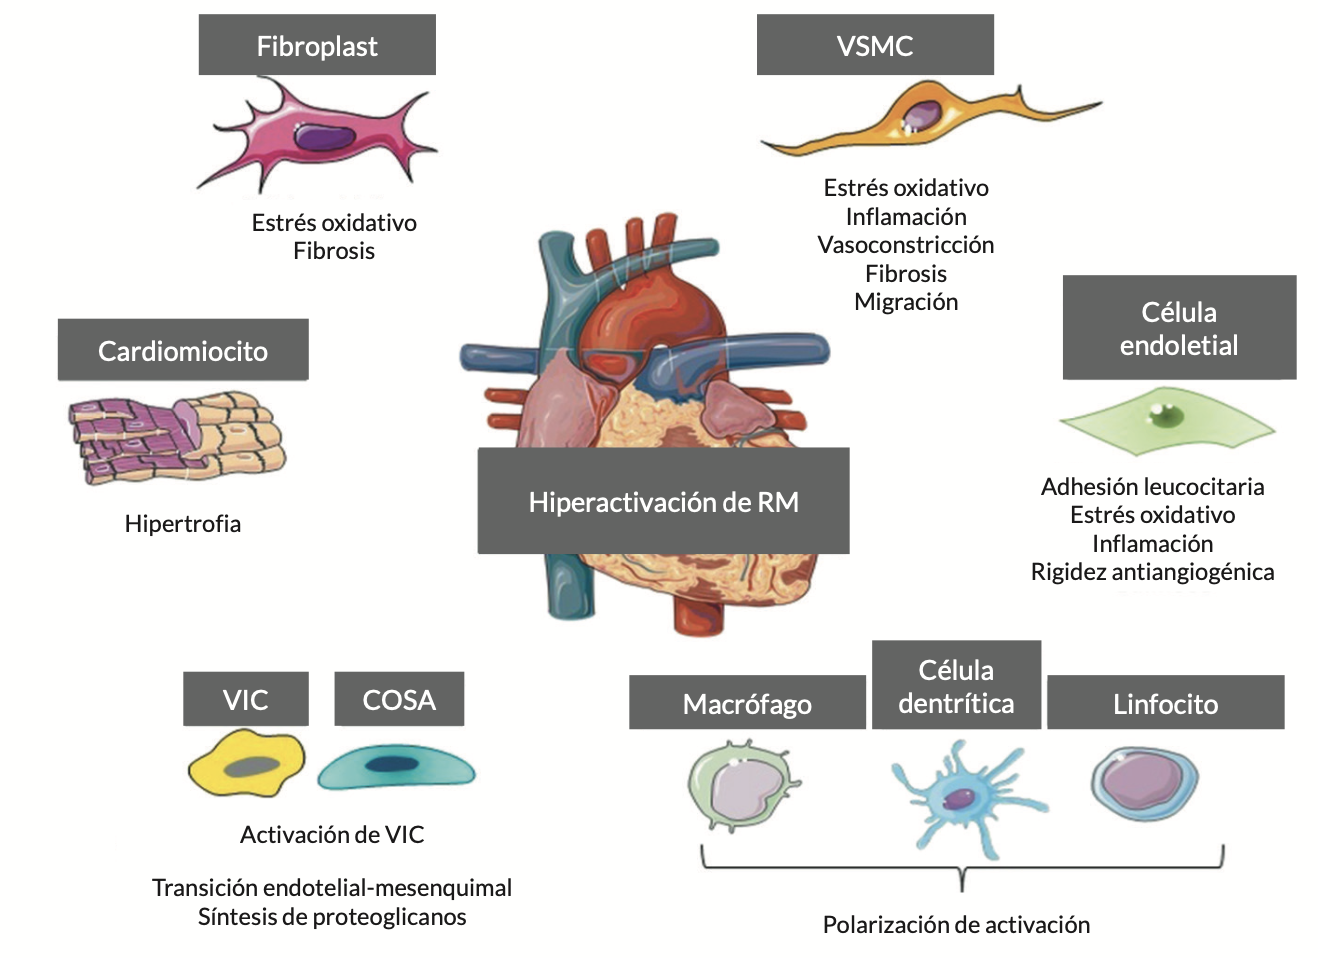 Fibroplast
Estrés oxidativo
Fibrosis
VSMC
Estrés oxidativo
Inflamación
Vasoconstricción
Fibrosis
Migración
Cardiomiocito
Hipertrofia
Hiperactivación de RM
Célula
endoletial
Adhesión leucocitaria
Estrés oxidativo
Inflamación
Rigidez antiangiogénica
VIC
COSA
Activación de VIC
Transición endotelial-mesenquimal
Síntesis de proteoglicanos
Macrófago
Célula
dentrítica
Linfocito
Polarización de activación